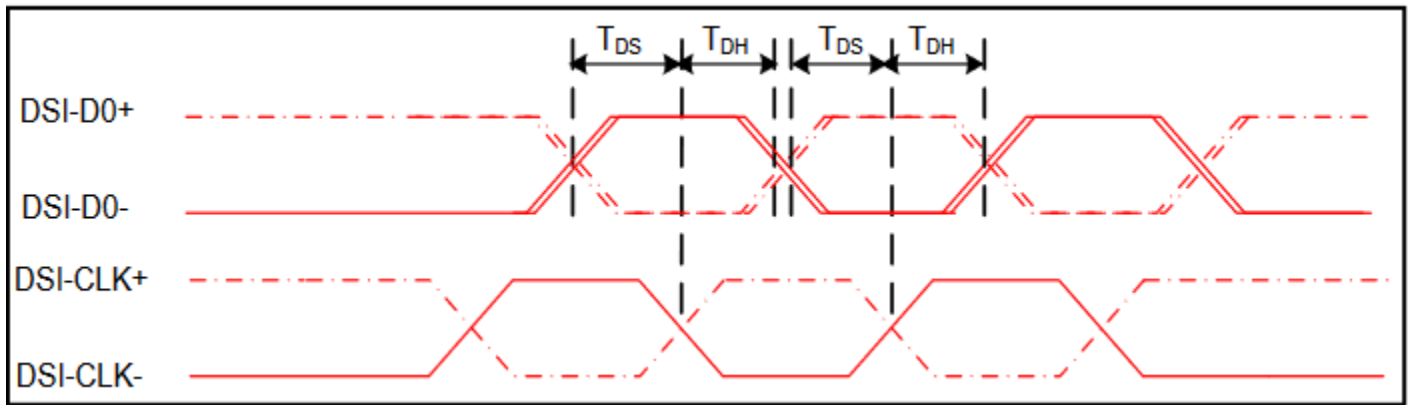 TDS TDH TDS TDH
DSI-D0+
DSI-D0-
DSI-CLK+
DSI-CLK-